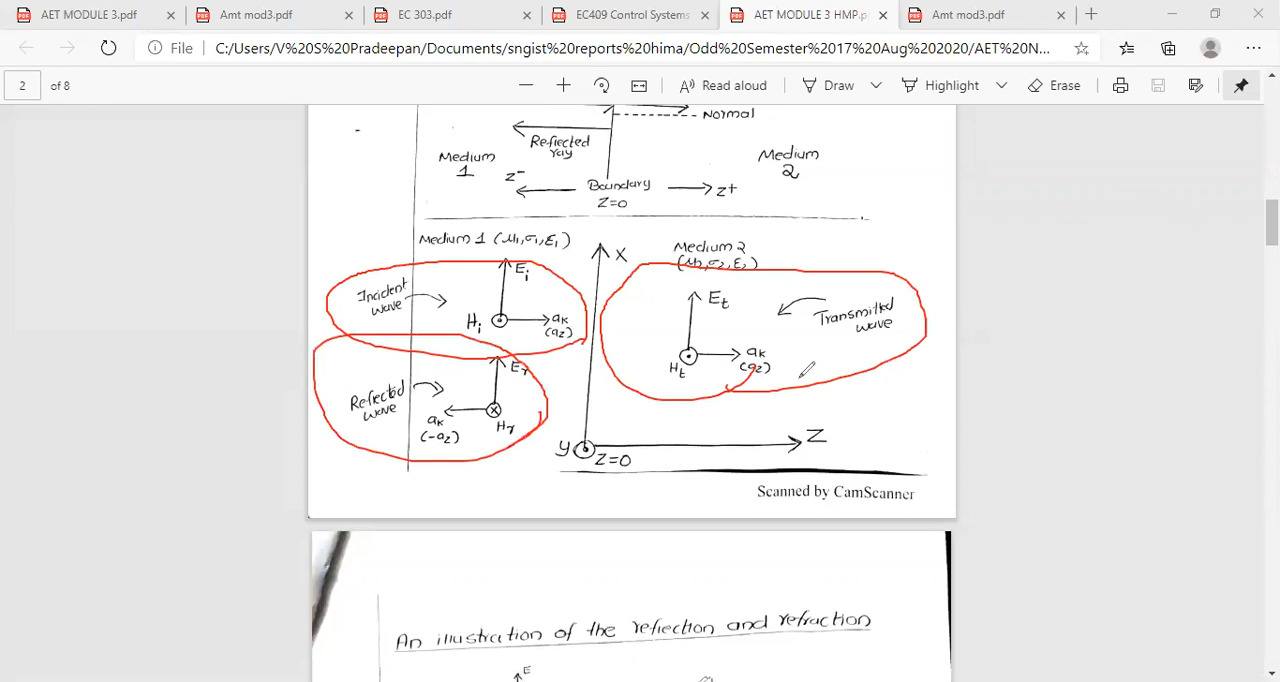 AET MODULE 3.pdf
Amt mod3.pdf
EC 303.pdf
EC409 Control Systems
AET MODULE 3 HMP.p
Amt mod3.pdf
File
C:/Users/V%20S%20Pradeepan/Documents/sngist%20reports%20hima/Odd%20Semester%2017%20Aug%202020/AET%20N...
2 of 8
Read aloud
Draw
Highlight
Erase
Normal
Reflected
ray
Medium
1
Medium
2
z-
Boundary
Z=0
z+
Medium 1 (μ1,σ1,ε1)
X
Medium 2
(μ2,σ2,ε2)
Incident
wave
Ei
Hi
ak
(az)
Et
Transmitted
wave
Ht
ak
(az)
Reflected
wave
Er
ak
(-az)
Hr
y
Z=0
Z
Scanned by CamScanner
An illustration of the reflection and refraction
E